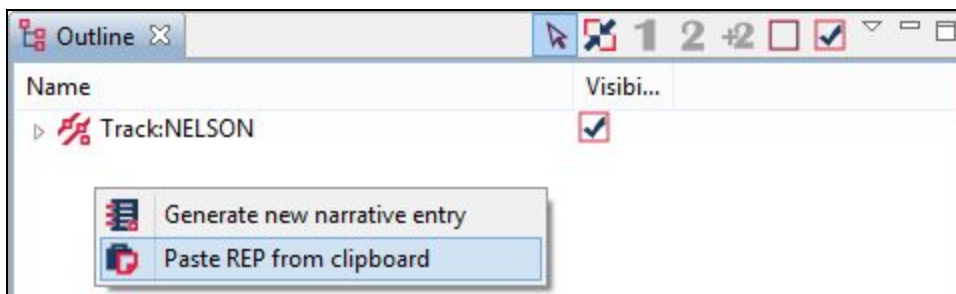 Outline
1 2 +2
Name Visibi...
Track:NELSON
Generate new narrative entry
Paste REP from clipboard